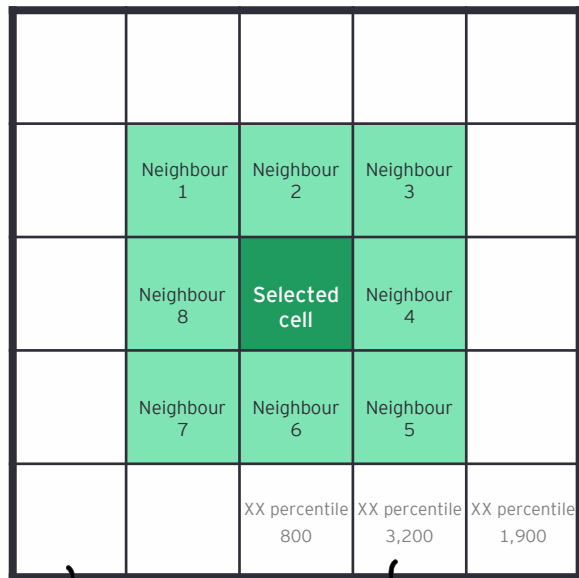 Neighbour
1
Neighbour
2
Neighbour
3
Neighbour
8
Selected
cell
Neighbour
4
Neighbour
7
Neighbour
6
Neighbour
5
XX percentile
800
XX percentile
3,200
XX percentile
1,900